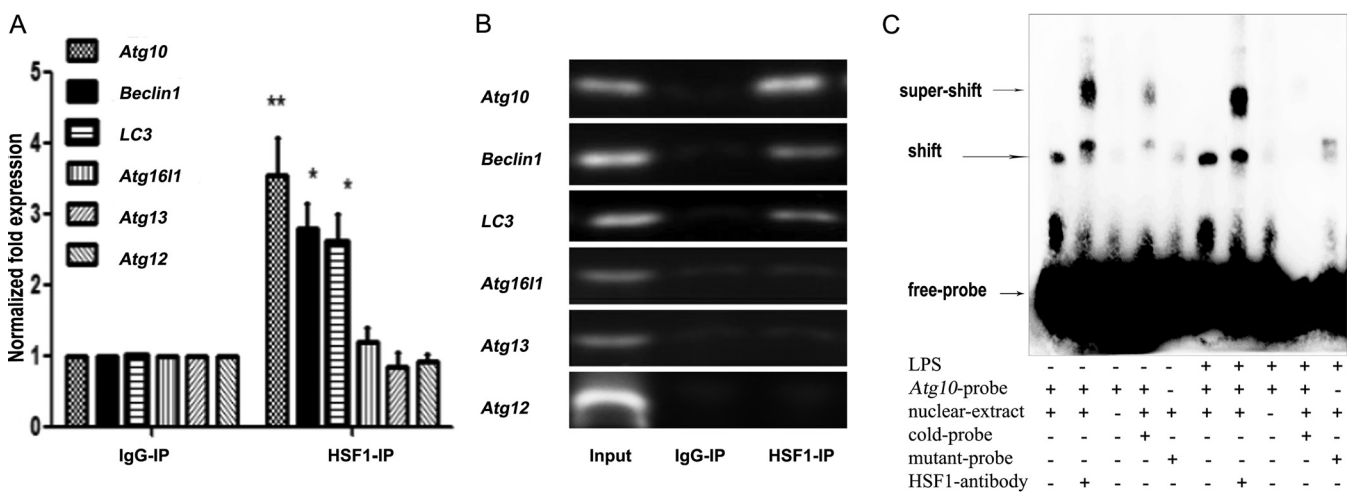 A
Normalized fold expression
5
4
3
2
1
0
Atg10
Beclin1
LC3
Atg16l1
Atg13
Atg12
**
*
*
IgG-IP
HSF1-IP
B
Atg10
Beclin1
LC3
Atg16l1
Atg13
Atg12
Input
IgG-IP
HSF1-IP
C
super-shift
shift
free-probe
LPS - - - - - + + + + +
Atg10-probe + + + + - + + + + -
nuclear-extract + + - + + + + - + +
cold-probe - - - + - - - - + -
mutant-probe - - - - + - - - - +
HSF1-antibody - + - - - - + - - -